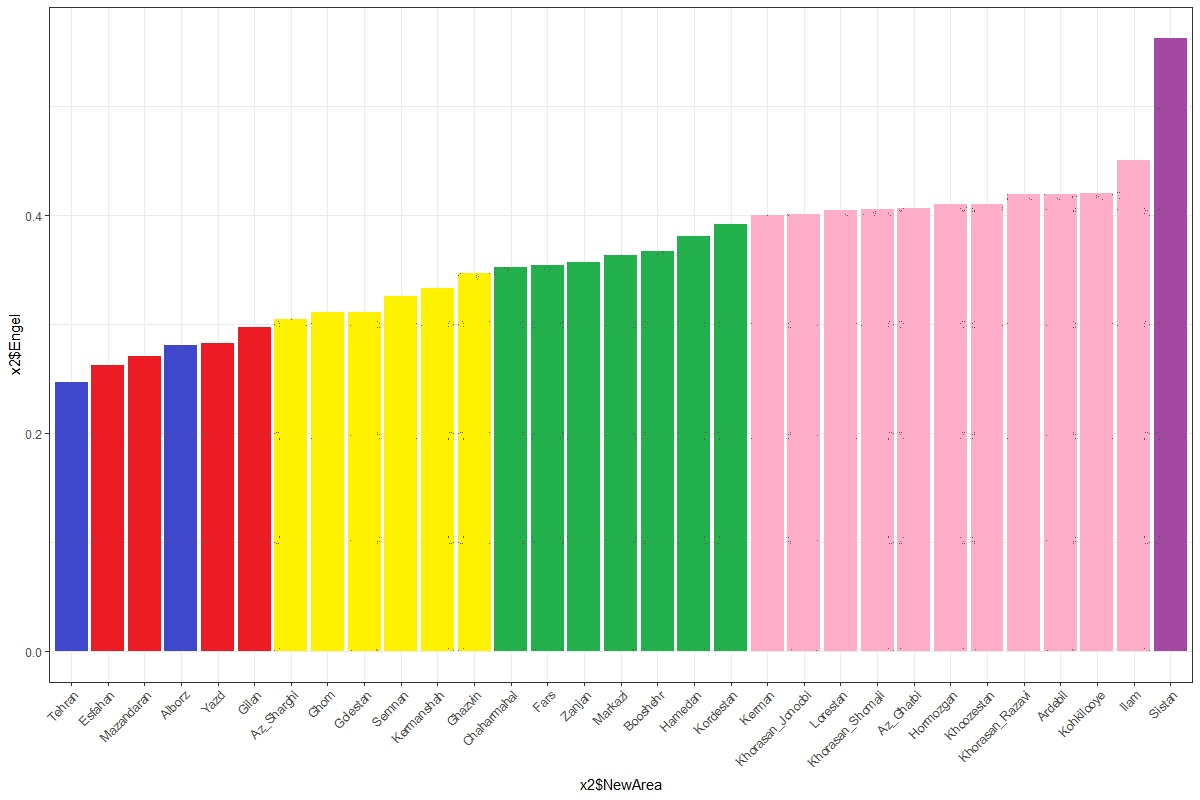 x2$Engel
0.4
0.2
0.0
Tehran
Esfahan
Mazandaran
Alborz
Yazd
Gilan
Az_Sharghi
Ghom
Golestan
Semnan
Kermanshah
Ghazvin
Chaharmahal
Fars
Zanjan
Markazi
Booshehr
Hamedan
Kordestan
Kerman
Khorasan_Jonoobi
Lorestan
Khorasan_Shomali
Az_Gharbi
Hormozgan
Khoozestan
Khorasan_Razavi
Ardebil
Kohkilooye
Ilam
Sistan
x2$NewArea